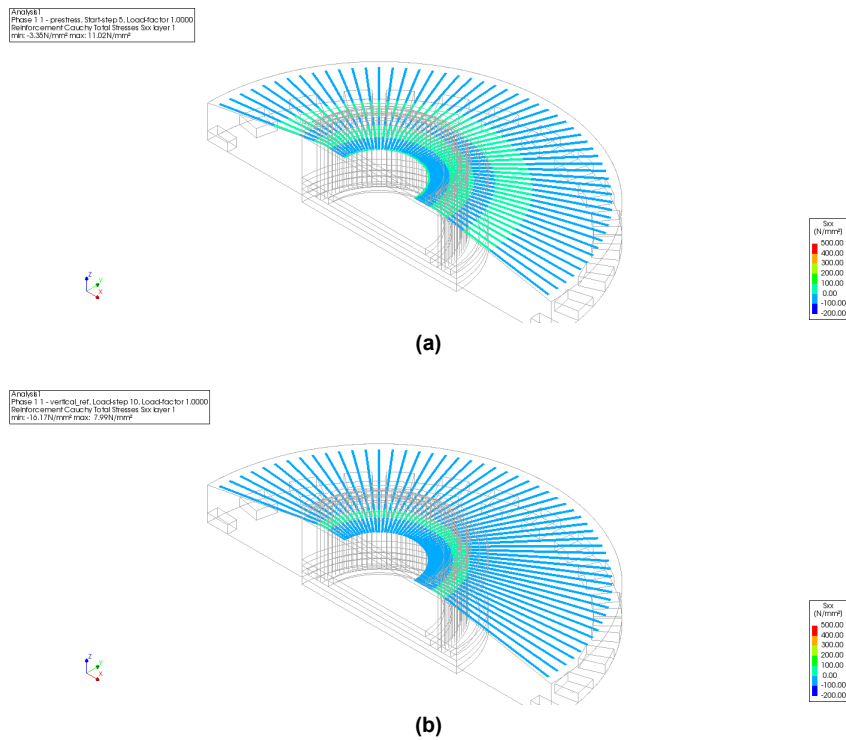 Analysis1
Phase 1 1 - prestress, Start-step 5, Load-factor 1.0000
Reinforcement Cauchy Total Stresses Sxx layer 1
min: -3.35N/mm² max: 11.02N/mm²
Sxx
(N/mm²)
500.00
400.00
300.00
200.00
100.00
0.00
-100.00
-200.00
Z
Y
X
(a)
Analysis1
Phase 1 1 - vertical_ref, Load-step 10, Load-factor 1.0000
Reinforcement Cauchy Total Stresses Sxx layer 1
min: -16.17N/mm² max: 7.99N/mm²
Sxx
(N/mm²)
500.00
400.00
300.00
200.00
100.00
0.00
-100.00
-200.00
Z
Y
X
(b)